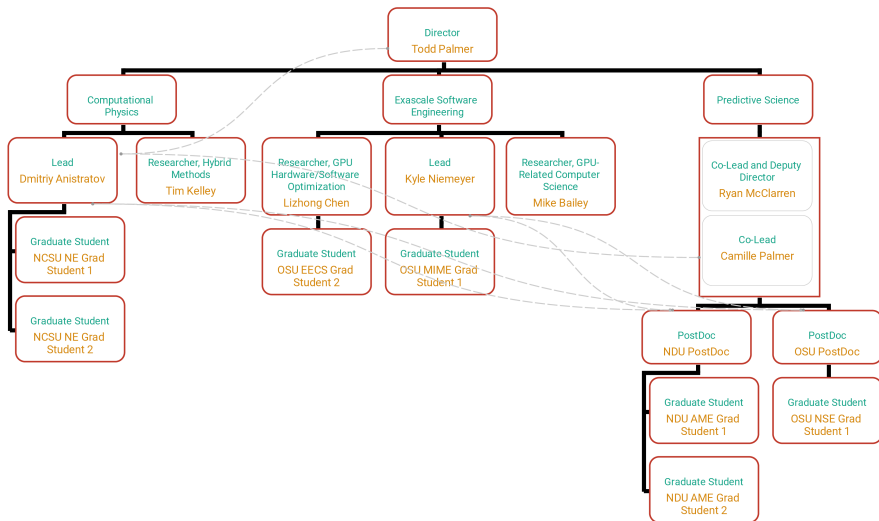 Director
Todd Palmer
Computational
Physics
Exascale Software
Engineering
Predictive Science
Lead
Dmitriy Anistratov
Researcher, Hybrid
Methods
Tim Kelley
Researcher, GPU
Hardware/Software
Optimization
Lizhong Chen
Lead
Kyle Niemeyer
Researcher, GPU-
Related Computer
Science
Mike Bailey
Co-Lead and Deputy
Director
Ryan McClarren
Co-Lead
Camille Palmer
Graduate Student
NCSU NE Grad
Student 1
Graduate Student
OSU EECS Grad
Student 2
Graduate Student
OSU MIME Grad
Student 1
Graduate Student
NCSU NE Grad
Student 2
PostDoc
NDU PostDoc
PostDoc
OSU PostDoc
Graduate Student
NDU AME Grad
Student 1
Graduate Student
OSU NSE Grad
Student 1
Graduate Student
NDU AME Grad
Student 2